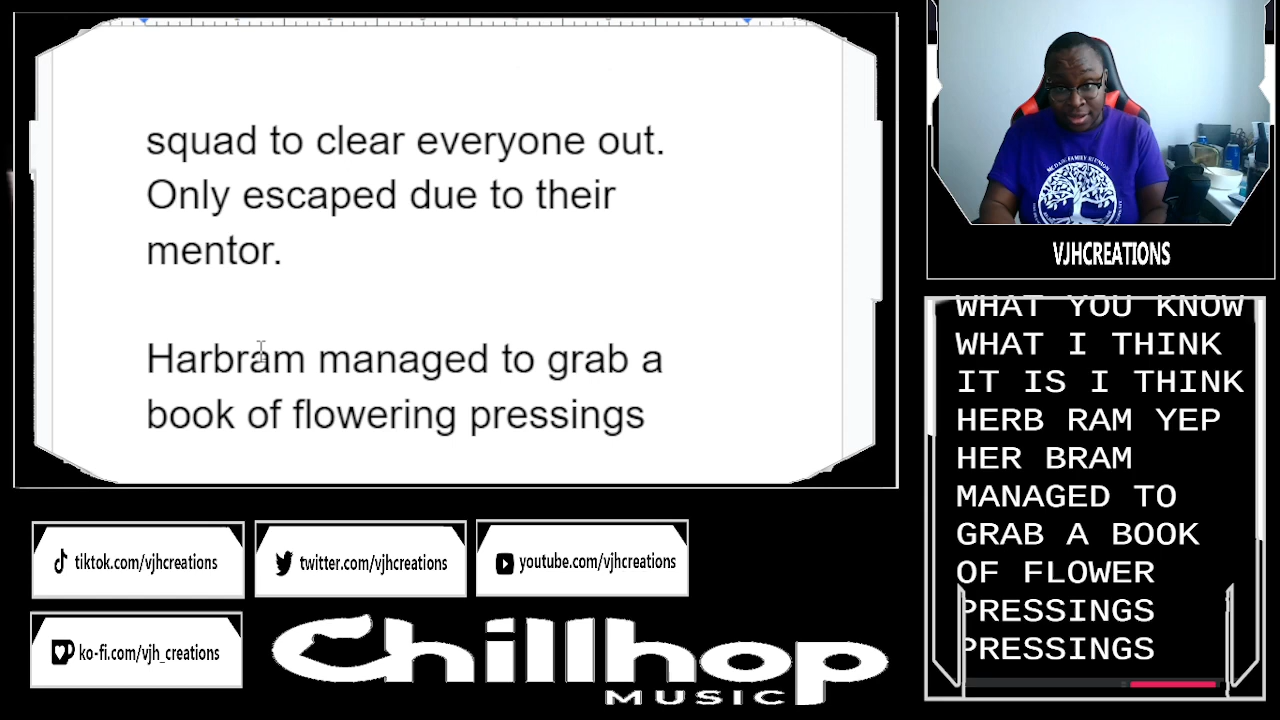 squad to clear everyone out.
Only escaped due to their
mentor.
Harbram managed to grab a
book of flowering pressings
VJHCREATIONS
WHAT YOU KNOW
WHAT I THINK
IT IS I THINK
HERB RAM YEP
HER BRAM
MANAGED TO
GRAB A BOOK
OF FLOWER
PRESSINGS
PRESSINGS
tiktok.com/vjhcreations
twitter.com/vjhcreations
youtube.com/vjhcreations
ko-fi.com/vjh_creations
Chillhop
MUSIC